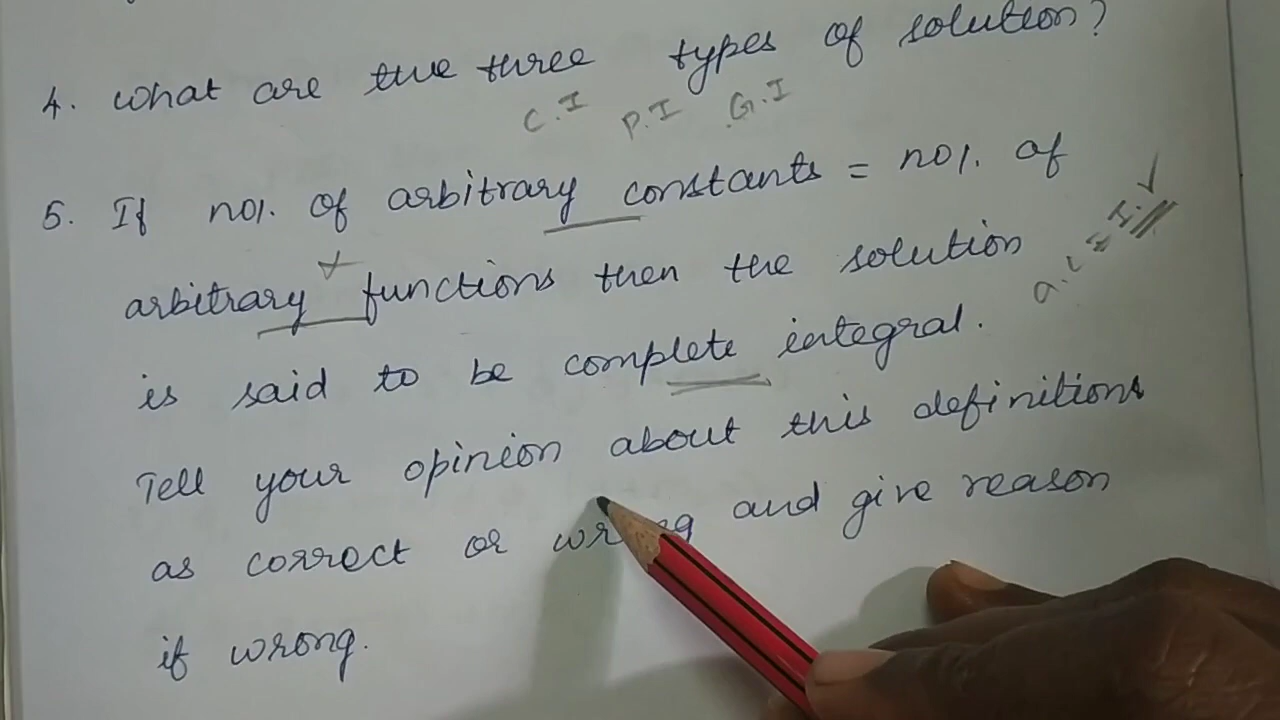 4. What are the three types of solution?
C.I P.I G.I
5. If no/. of arbitrary constants = no/. of
arbitrary functions then the solution
is said to be complete integral.
Tell your opinion about this definitions
as correct or wrong and give reason
if wrong.